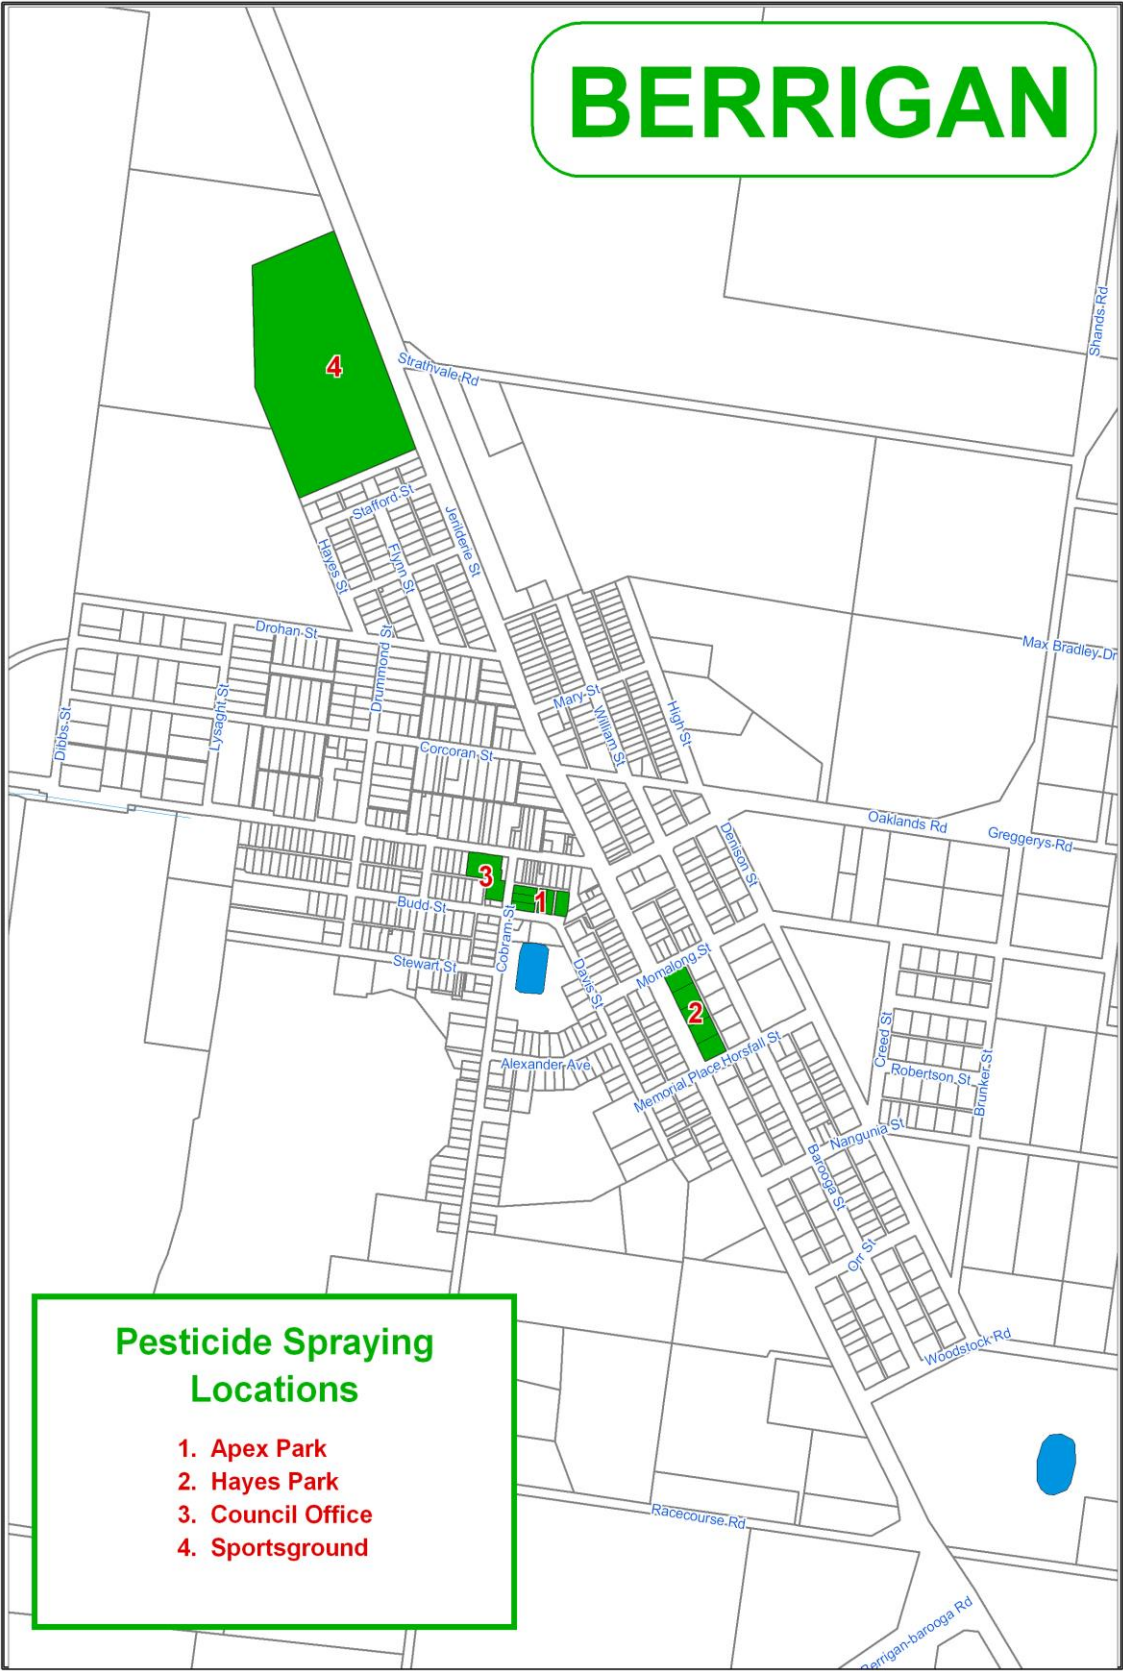 BERRIGAN
Shands Rd
4
Strathvale Rd
Stafford St
Jerilderie St
Hayes St
Flynn St
Drohan St
Drummond St
Max Bradley Dr
Mary St
Lysaght St
William St
High St
Dibbs St
Corcoran St
Oaklands Rd
Greggerys Rd
Denison St
3
1
Budd St
Cobram St
Stewart St
Davis St
Momalong St
2
Creed St
Alexander Ave
Memorial Place
Horsfall St
Robertson St
Brunker St
Nangunia St
Barooga St
Orr St
Woodstock Rd
Pesticide Spraying
Locations
1. Apex Park
2. Hayes Park
3. Council Office
4. Sportsground
Racecourse Rd
Berrigan-barooga Rd